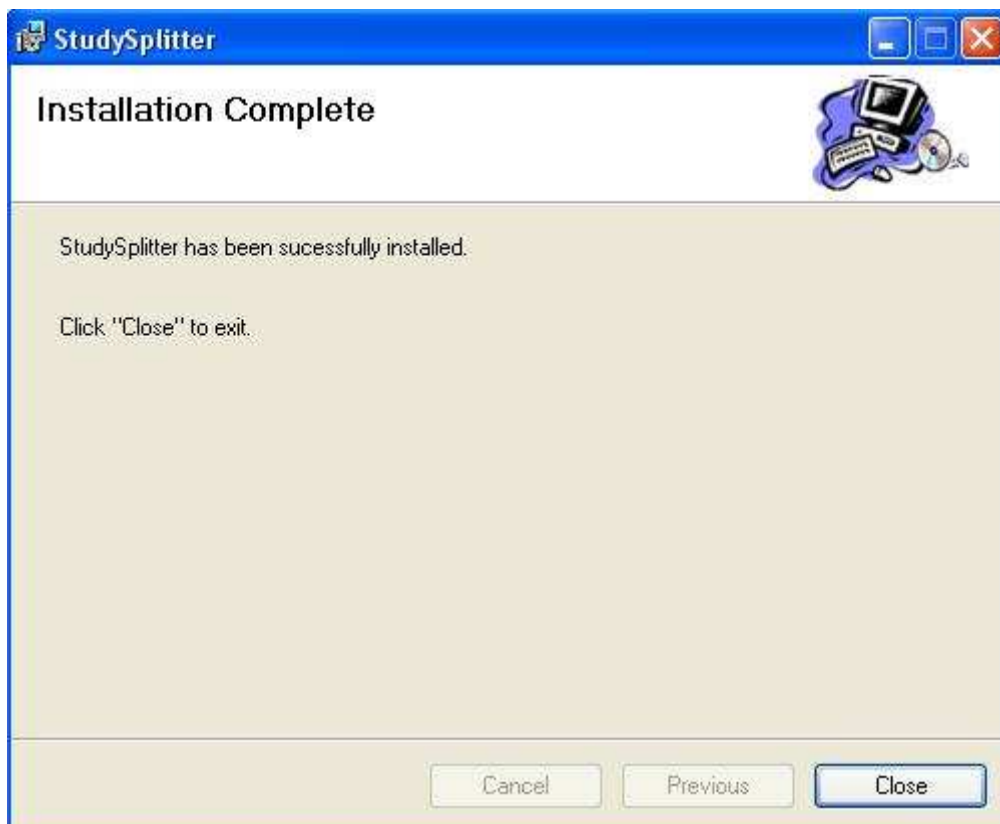 StudySplitter
Installation Complete
StudySplitter has been sucessfully installed.
Click "Close" to exit.
Cancel
Previous
Close